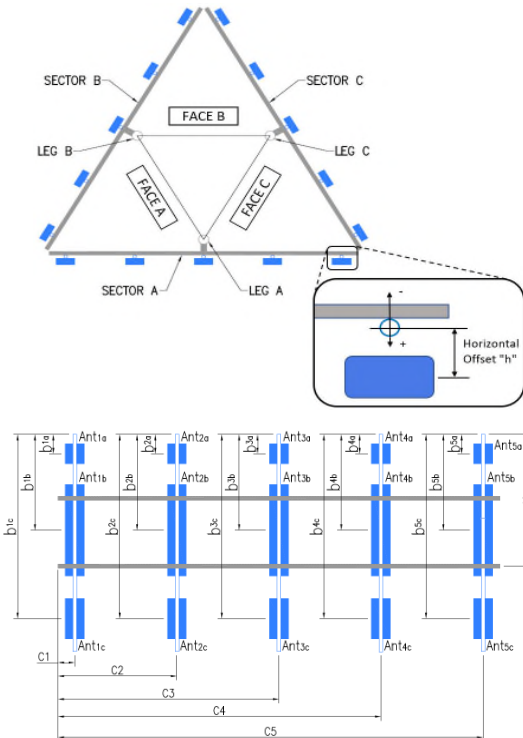 SECTOR B
SECTOR C
FACE B
LEG B
LEG C
FACE A
FACE C
SECTOR A
LEG A
-
+
Horizontal
Offset "h"
Ant1a Ant2a Ant3a Ant4a Ant5a
b1a b2a b3a b4a b5a
Ant1b Ant2b Ant3b Ant4b Ant5b
b1b b2b b3b b4b b5b
b1c b2c b3c b4c b5c
Ant1c Ant2c Ant3c Ant4c Ant5c
C1
C2
C3
C4
C5